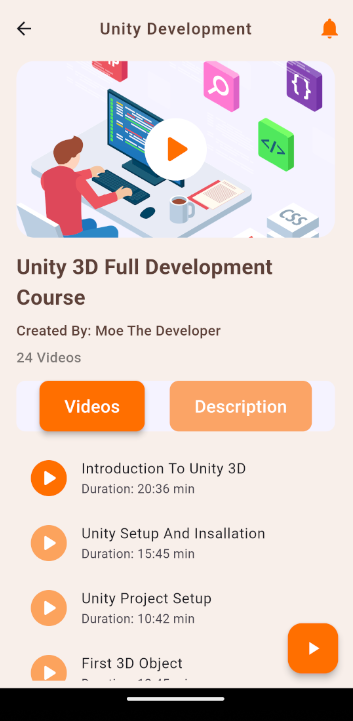 Unity Development
{ }
</>
CSS
Unity 3D Full Development
Course
Created By: Moe The Developer
24 Videos
Videos
Description
Introduction To Unity 3D
Duration: 20:36 min
Unity Setup And Insallation
Duration: 15:45 min
Unity Project Setup
Duration: 10:42 min
First 3D Object